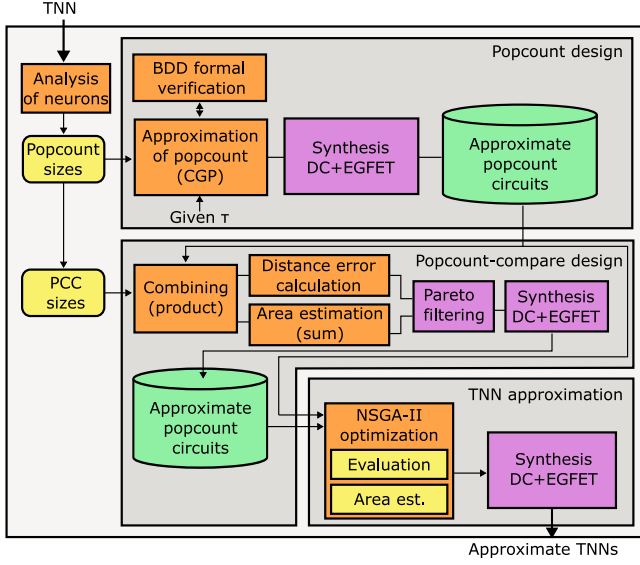 TNN
Popcount design
Analysis
of neurons
BDD formal
verification
Popcount
sizes
Approximation
of popcount
(CGP)
Synthesis
DC+EGFET
Approximate
popcount
circuits
Given τ
Popcount-compare design
PCC
sizes
Combining
(product)
Distance error
calculation
Area estimation
(sum)
Pareto
filtering
Synthesis
DC+EGFET
Approximate
popcount
circuits
TNN approximation
NSGA-II
optimization
Evaluation
Area est.
Synthesis
DC+EGFET
Approximate TNNs